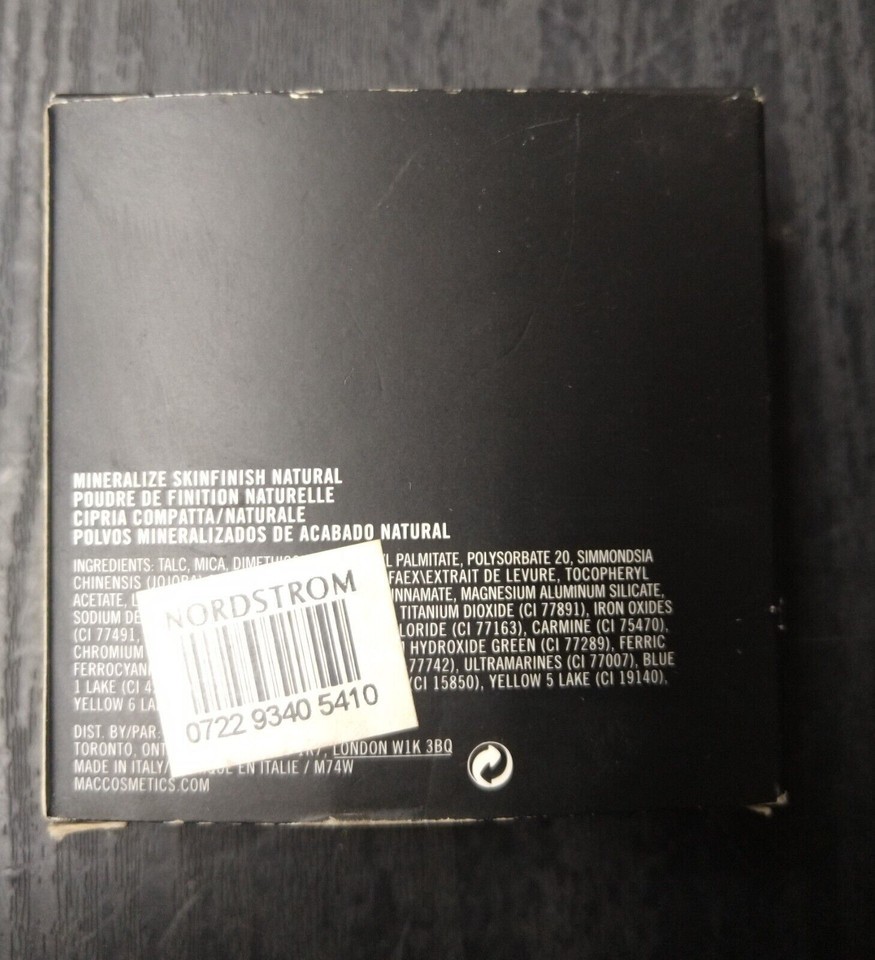 MINERALIZE SKINFINISH NATURAL
POUDRE DE FINITION NATURELLE
CIPRIA COMPATTA/NATURALE
POLVOS MINERALIZADOS DE ACABADO NATURAL
INGREDIENTS: TALC, MICA, PALMITATE, POLYSORBATE 20, SIMMONDSIA
CHINENSIS FAEX\EXTRAIT DE LEVURE, TOCOPHERYL
ACETATE, MAGNESIUM ALUMINUM SILICATE,
SODIUM TITANIUM DIOXIDE (CI 77891), IRON OXIDES
(CI 77491, (CI 77163), CARMINE (CI 75470),
CHROMIUM HYDROXIDE GREEN (CI 77289), FERRIC
77742), ULTRAMARINES (CI 77007), BLUE
1 LAKE (CI (CI 15850), YELLOW 5 LAKE (CI 19140),
YELLOW 6
NORDSTROM
0722 9340 5410
DIST. BY/PAR:
TORONTO, LONDON W1K 3BQ
MADE IN ITALY/ EN ITALIE / M74W
MACCOSMETICS.COM